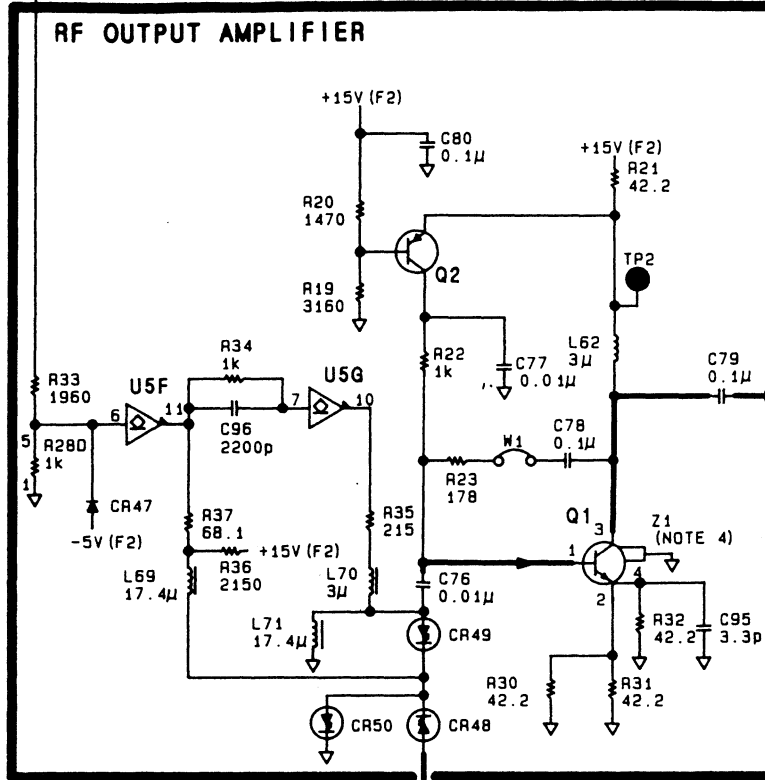 RF OUTPUT AMPLIFIER
+15V (F2)
C80
0.1µ
+15V (F2)
R21
42.2
R20
1470
Q2
TP2
R19
3160
R34
1k
L62
3µ
R22
1k
C77
0.01µ
C79
0.1µ
R33
1960
U5F
U5G
6
11
7
10
C96
2200p
5
R28D
1k
1
W1
C78
0.1µ
R23
178
CR47
-5V (F2)
R37
68.1
R35
215
Q1
3
Z1
(NOTE 4)
+15V (F2)
R36
2150
1
L69
17.4µ
L70
3µ
C76
0.01µ
4
2
L71
17.4µ
CR49
R32
42.2
C95
3.3p
R30
42.2
R31
42.2
CR50
CR48